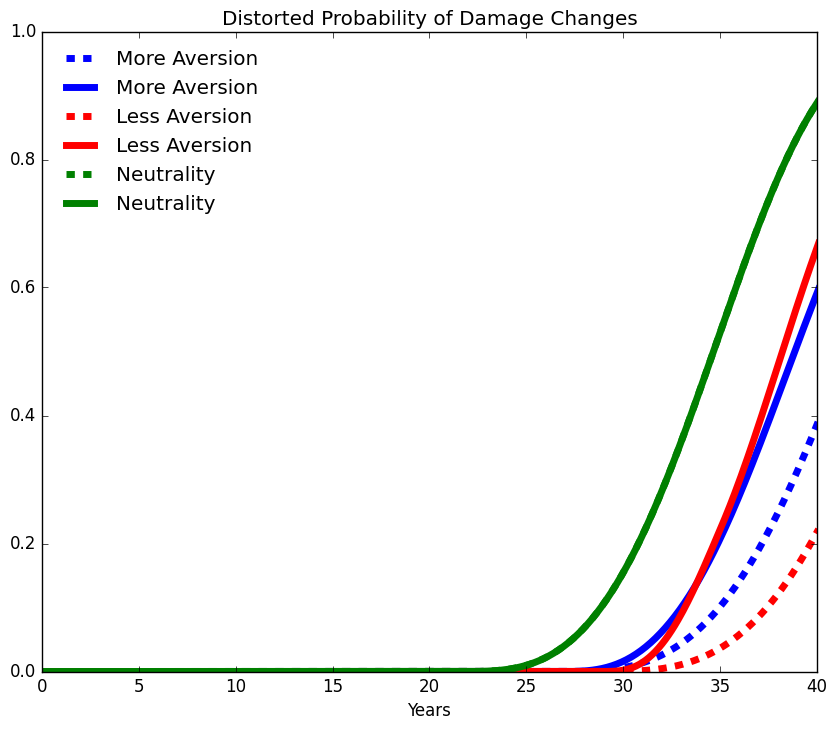 Distorted Probability of Damage Changes
1.0
More Aversion
More Aversion
Less Aversion
Less Aversion
Neutrality
Neutrality
0.8
0.6
0.4
0.2
0.0
0 5 10 15 20 25 30 35 40
Years